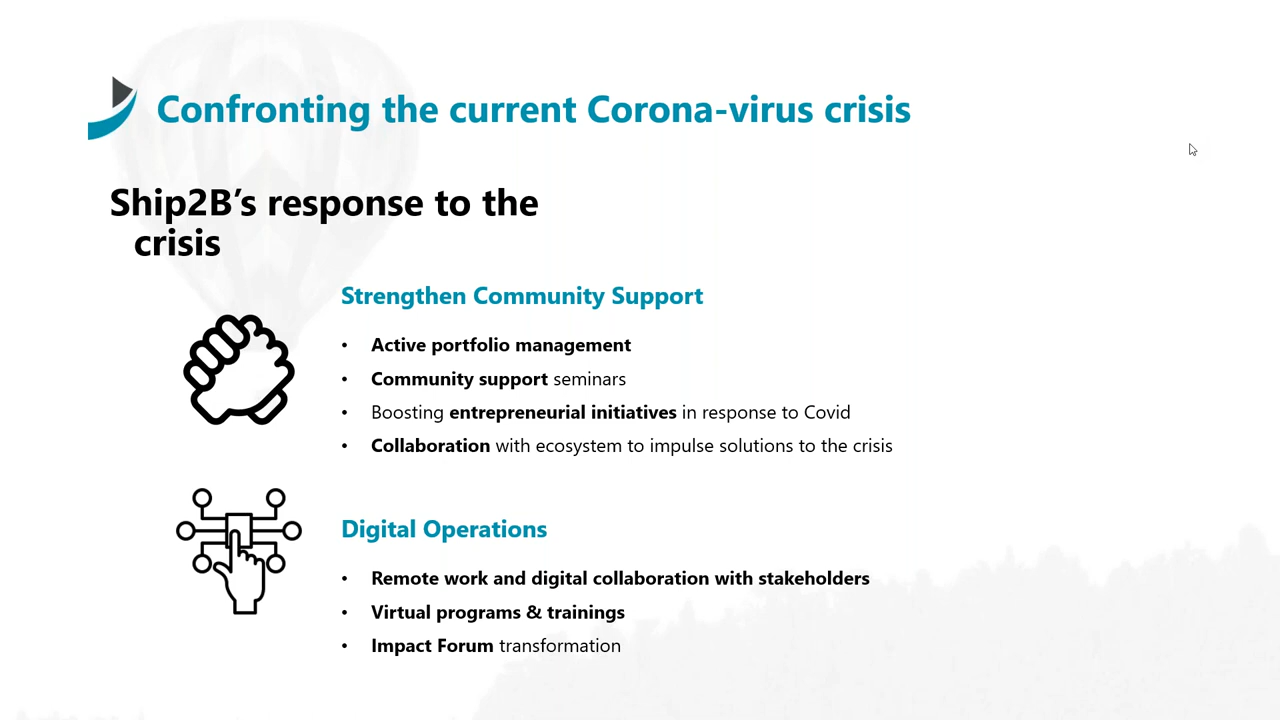 Confronting the current Corona-virus crisis
Ship2B’s response to the
crisis
Strengthen Community Support
• Active portfolio management
• Community support seminars
• Boosting entrepreneurial initiatives in response to Covid
• Collaboration with ecosystem to impulse solutions to the crisis
Digital Operations
• Remote work and digital collaboration with stakeholders
• Virtual programs & trainings
• Impact Forum transformation